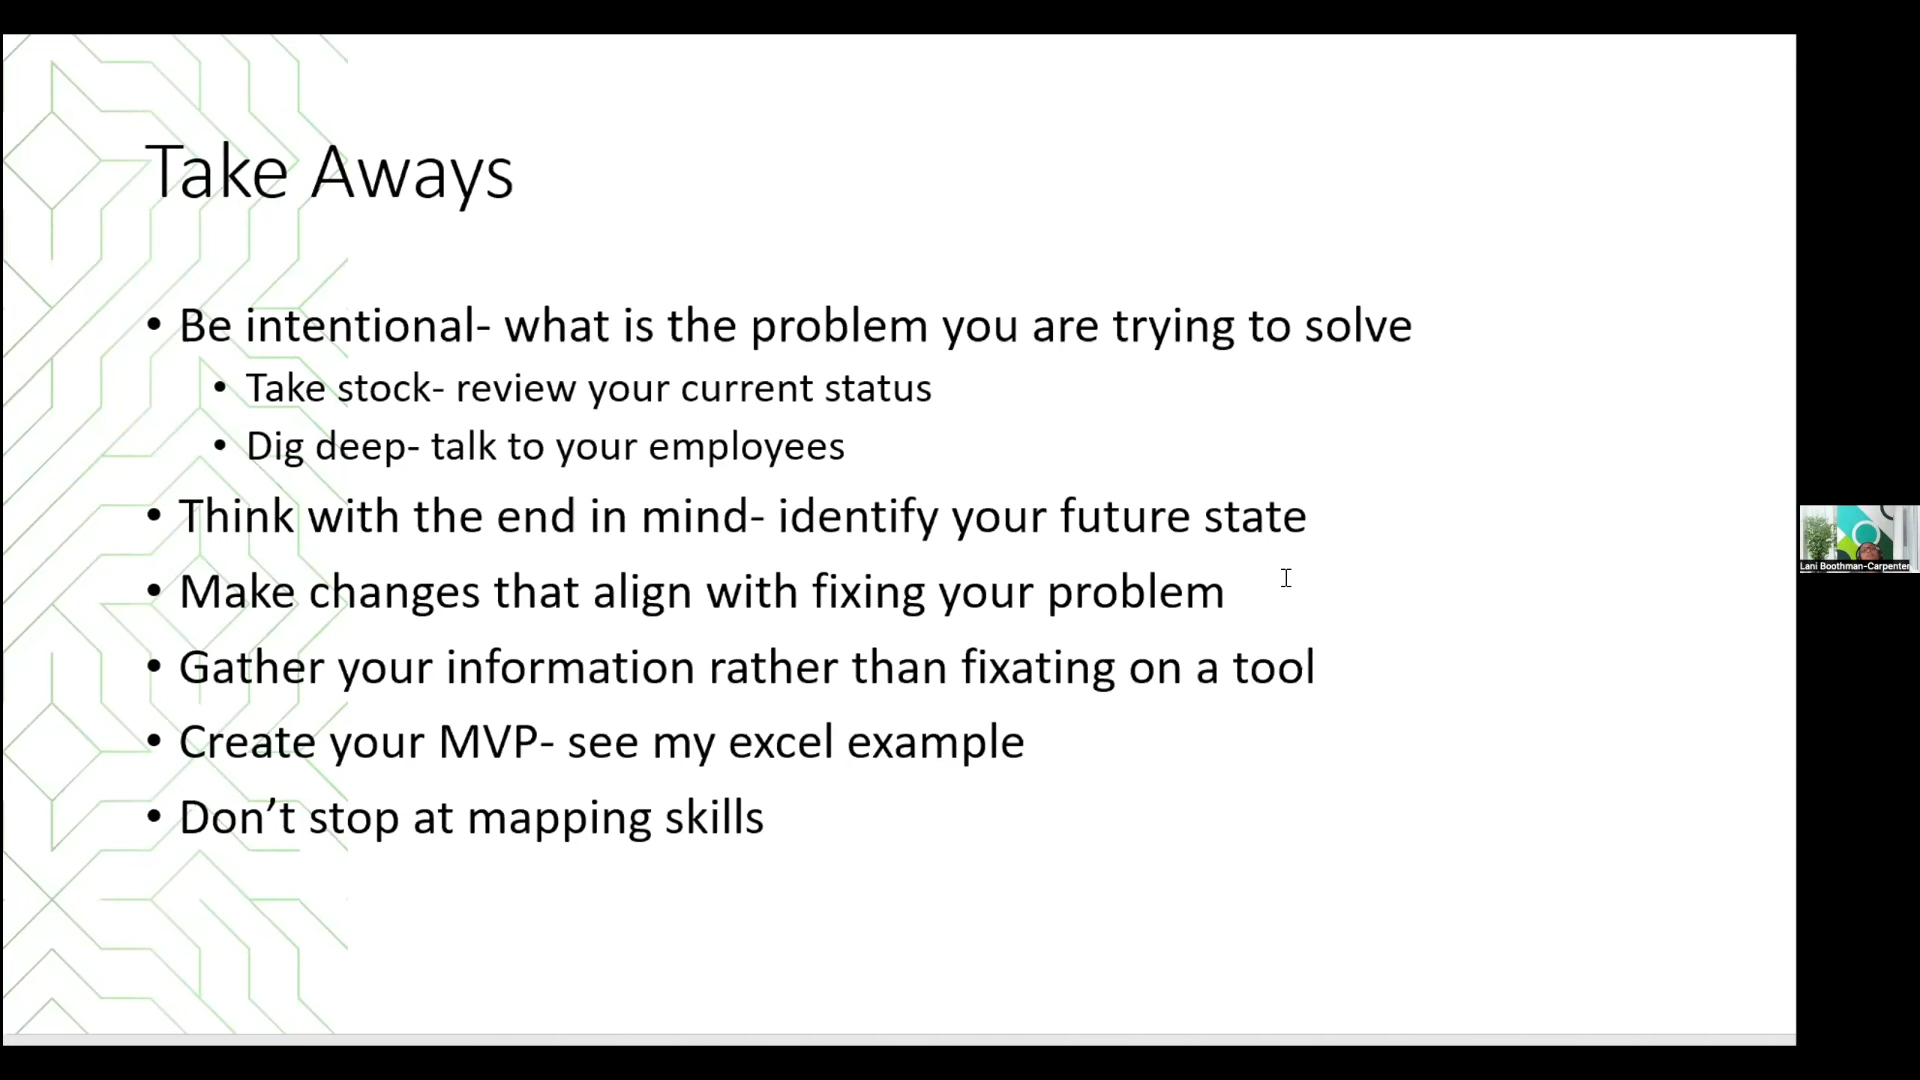 Take Aways
• Be intentional- what is the problem you are trying to solve
• Take stock- review your current status
• Dig deep- talk to your employees
• Think with the end in mind- identify your future state
• Make changes that align with fixing your problem
• Gather your information rather than fixating on a tool
• Create your MVP- see my excel example
• Don’t stop at mapping skills
Lani Boothman-Carpenter